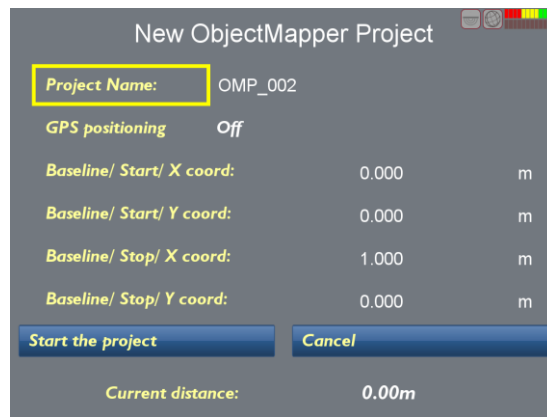 New ObjectMapper Project
Project Name: OMP_002
GPS positioning Off
Baseline/ Start/ X coord: 0.000 m
Baseline/ Start/ Y coord: 0.000 m
Baseline/ Stop/ X coord: 1.000 m
Baseline/ Stop/ Y coord: 0.000 m
Start the project Cancel
Current distance: 0.00m